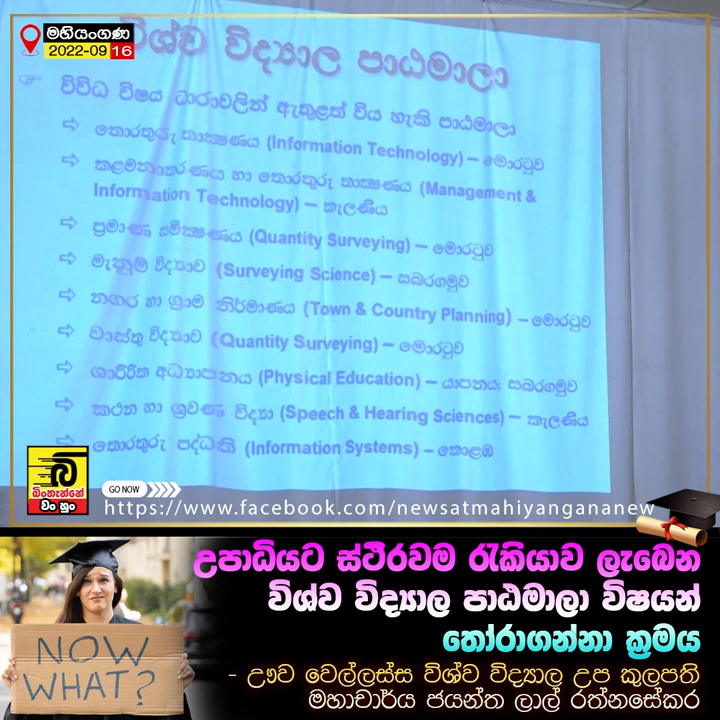 මහියංගණ
2022-09 16
විශ්ව විද්‍යාල පාඨමාලා
විවිධ විෂය ධාරාවලින් ඇතුළත් විය හැකි පාඨමාලා
⇨ තොරතුරු තාක්‍ෂණය (Information Technology) – මොරටුව
⇨ කළමනාකරණය හා තොරතුරු තාක්‍ෂණය (Management &
Information Technology) – කැලණිය
⇨ ප්‍රමාණ සමීක්‍ෂණය (Quantity Surveying) – මොරටුව
⇨ මැනුම් විද්‍යාව (Surveying Science) – සබරගමුව
⇨ නගර හා ග්‍රාම නිර්මාණය (Town & Country Planning) – මොරටුව
⇨ වාස්තු විද්‍යාව (Quantity Surveying) – මොරටුව
⇨ ශාරීරික අධ්‍යාපනය (Physical Education) – යාපනය: සබරගමුව
⇨ කථන හා ශ්‍රවණ විද්‍යා (Speech & Hearing Sciences) – කැලණිය
⇨ තොරතුරු පද්ධති (Information Systems) – කොළඹ
බි
බිංතැන්නේ
විං හුං
GO NOW
https://www.facebook.com/newsatmahiyangananew
උපාධියට ස්ථිරවම රැකියාව ලැබෙන
විශ්ව විද්‍යාල පාඨමාලා විෂයන්
තෝරාගන්නා ක්‍රමය
- ඌව වෙල්ලස්ස විශ්ව විද්‍යාල උප කුලපති
මහාචාර්ය ජයන්ත ලාල් රත්නසේකර
NOW
WHAT?